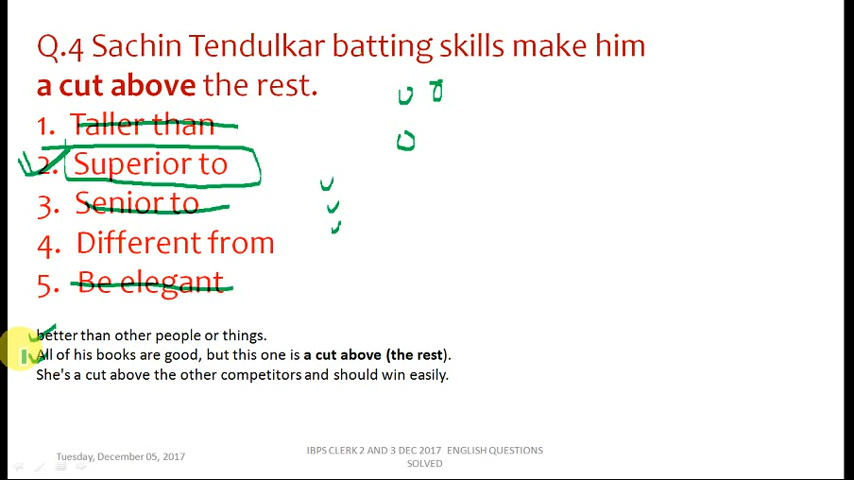 Q.4 Sachin Tendulkar batting skills make him
a cut above the rest.
1. Taller than
2. Superior to
3. Senior to
4. Different from
5. Be elegant
better than other people or things.
All of his books are good, but this one is a cut above (the rest).
She's a cut above the other competitors and should win easily.
Tuesday, December 05, 2017
IBPS CLERK 2 AND 3 DEC 2017 ENGLISH QUESTIONS
SOLVED